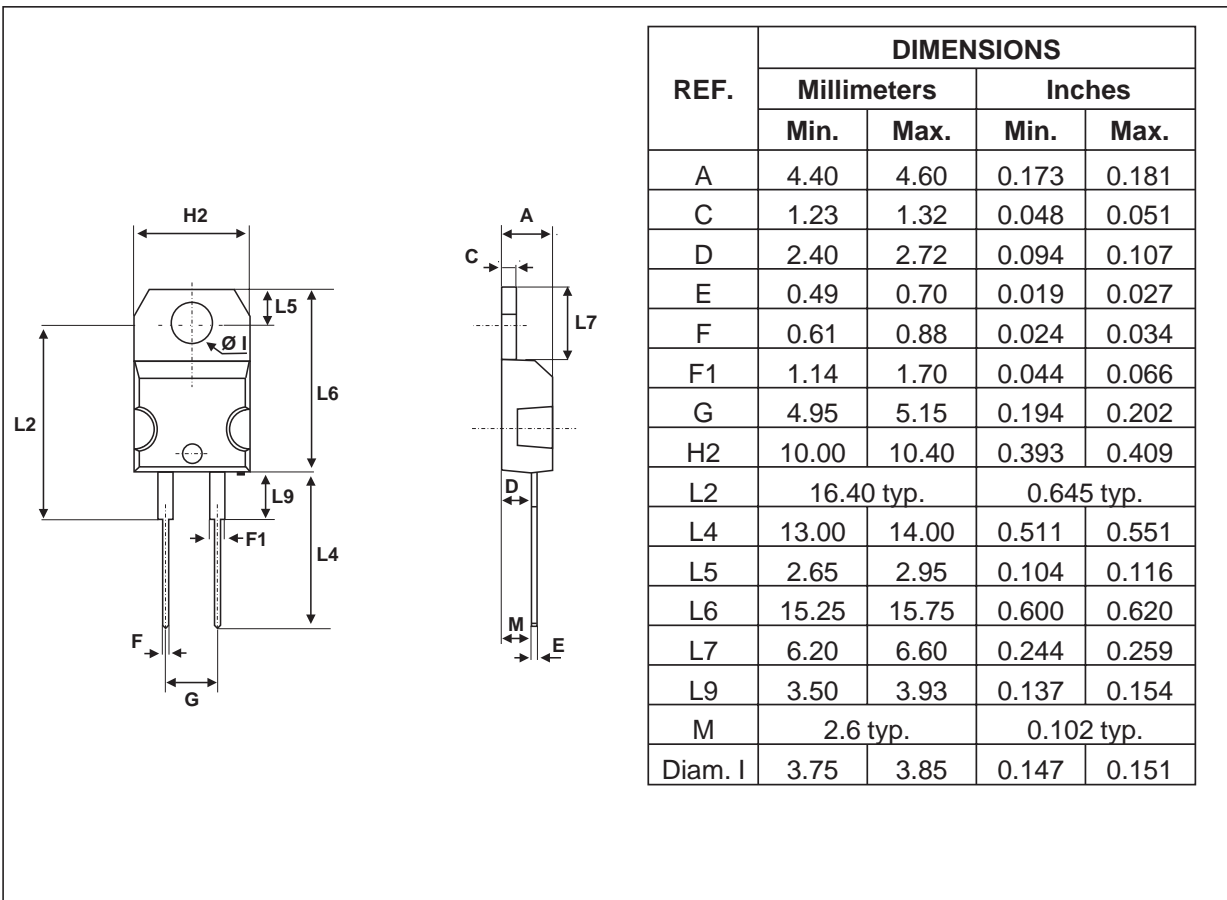 H2
L5
Ø I
L6
L2
L9
F1
L4
F
G
A
C
L7
D
M
E
REF. DIMENSIONS
Millimeters Inches
Min. Max. Min. Max.
A 4.40 4.60 0.173 0.181
C 1.23 1.32 0.048 0.051
D 2.40 2.72 0.094 0.107
E 0.49 0.70 0.019 0.027
F 0.61 0.88 0.024 0.034
F1 1.14 1.70 0.044 0.066
G 4.95 5.15 0.194 0.202
H2 10.00 10.40 0.393 0.409
L2 16.40 typ. 0.645 typ.
L4 13.00 14.00 0.511 0.551
L5 2.65 2.95 0.104 0.116
L6 15.25 15.75 0.600 0.620
L7 6.20 6.60 0.244 0.259
L9 3.50 3.93 0.137 0.154
M 2.6 typ. 0.102 typ.
Diam. I 3.75 3.85 0.147 0.151